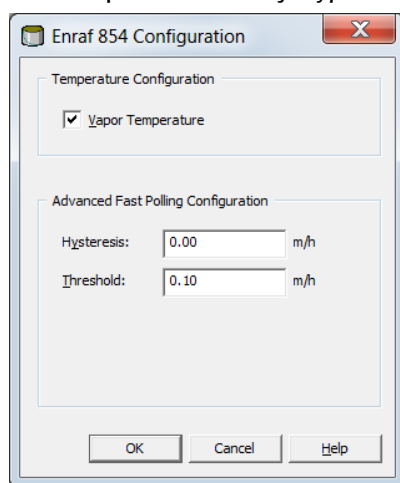 Enraf 854 Configuration
Temperature Configuration
Vapor Temperature
Advanced Fast Polling Configuration
Hysteresis: 0.00 m/h
Threshold: 0.10 m/h
OK Cancel Help